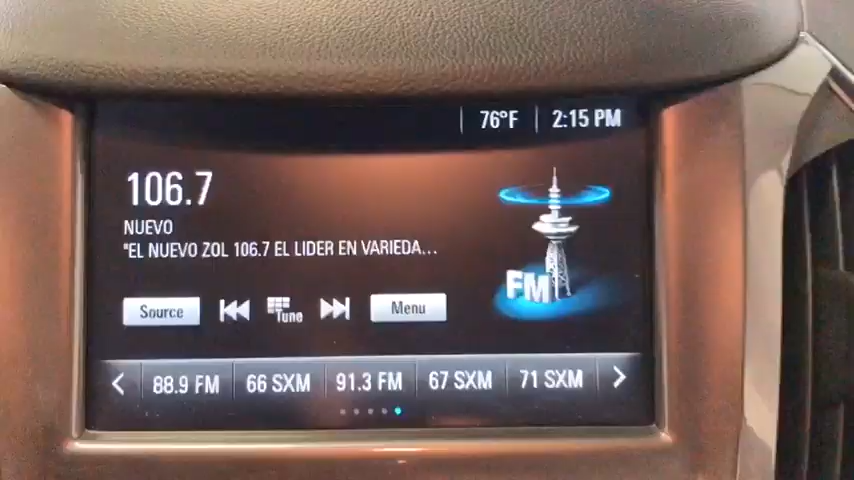 76°F 2:15 PM
106.7
NUEVO
"EL NUEVO ZOL 106.7 EL LIDER EN VARIEDA...
FM
Source Tune Menu
88.9 FM 66 SXM 91.3 FM 67 SXM 71 SXM